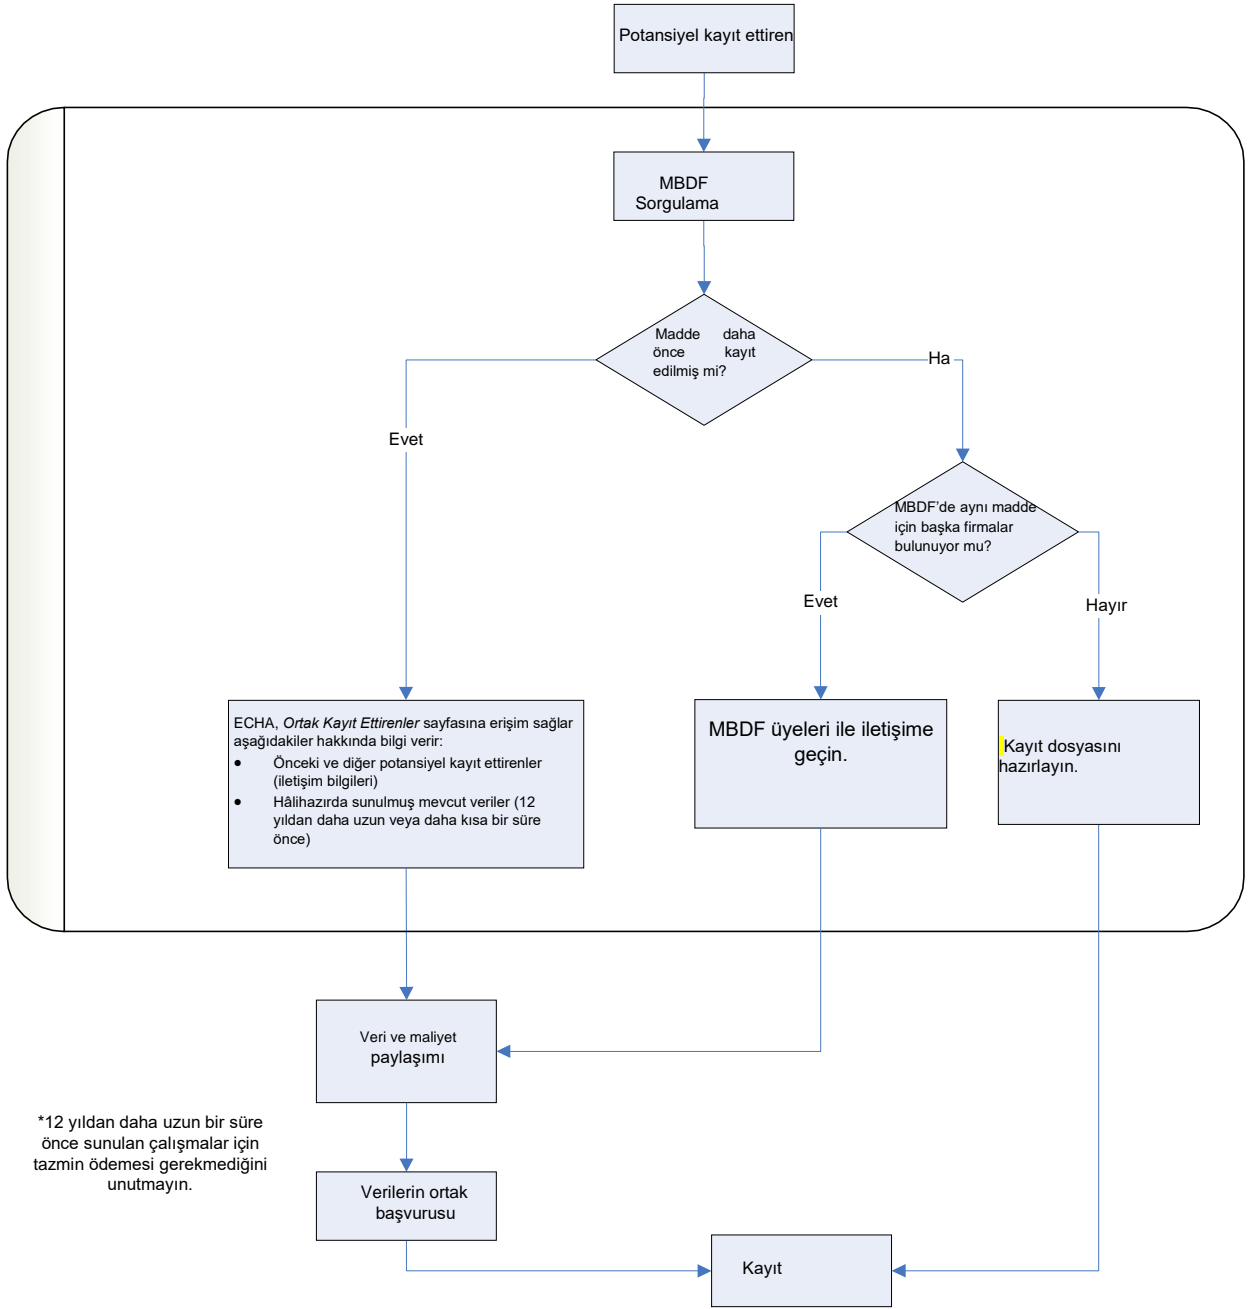 Potansiyel kayıt ettiren
MBDF
Sorgulama
Madde daha
önce kayıt
edilmiş mi?
Ha
Evet
MBDF'de aynı madde
için başka firmalar
bulunuyor mu?
Evet
Hayır
ECHA, Ortak Kayıt Ettirenler sayfasına erişim sağlar
aşağıdakiler hakkında bilgi verir:
● Önceki ve diğer potansiyel kayıt ettirenler
(iletişim bilgileri)
● Hâlihazırda sunulmuş mevcut veriler (12
yıldan daha uzun veya daha kısa bir süre
önce)
MBDF üyeleri ile iletişime
geçin.
Kayıt dosyasını
hazırlayın.
Veri ve maliyet
paylaşımı
*12 yıldan daha uzun bir süre
önce sunulan çalışmalar için
tazmin ödemesi gerekmediğini
unutmayın.
Verilerin ortak
başvurusu
Kayıt